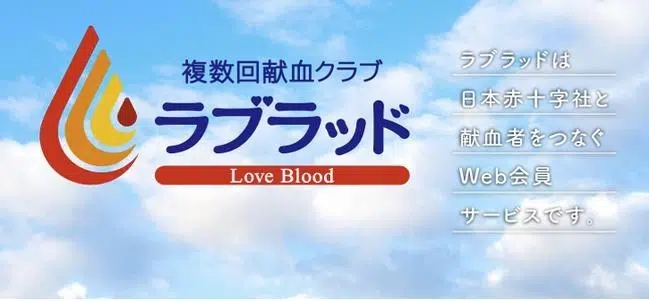 複数回献血クラブ
ラブラッド
Love Blood
ラブラッドは
日本赤十字社と
献血者をつなぐ
Web会員
サービスです。